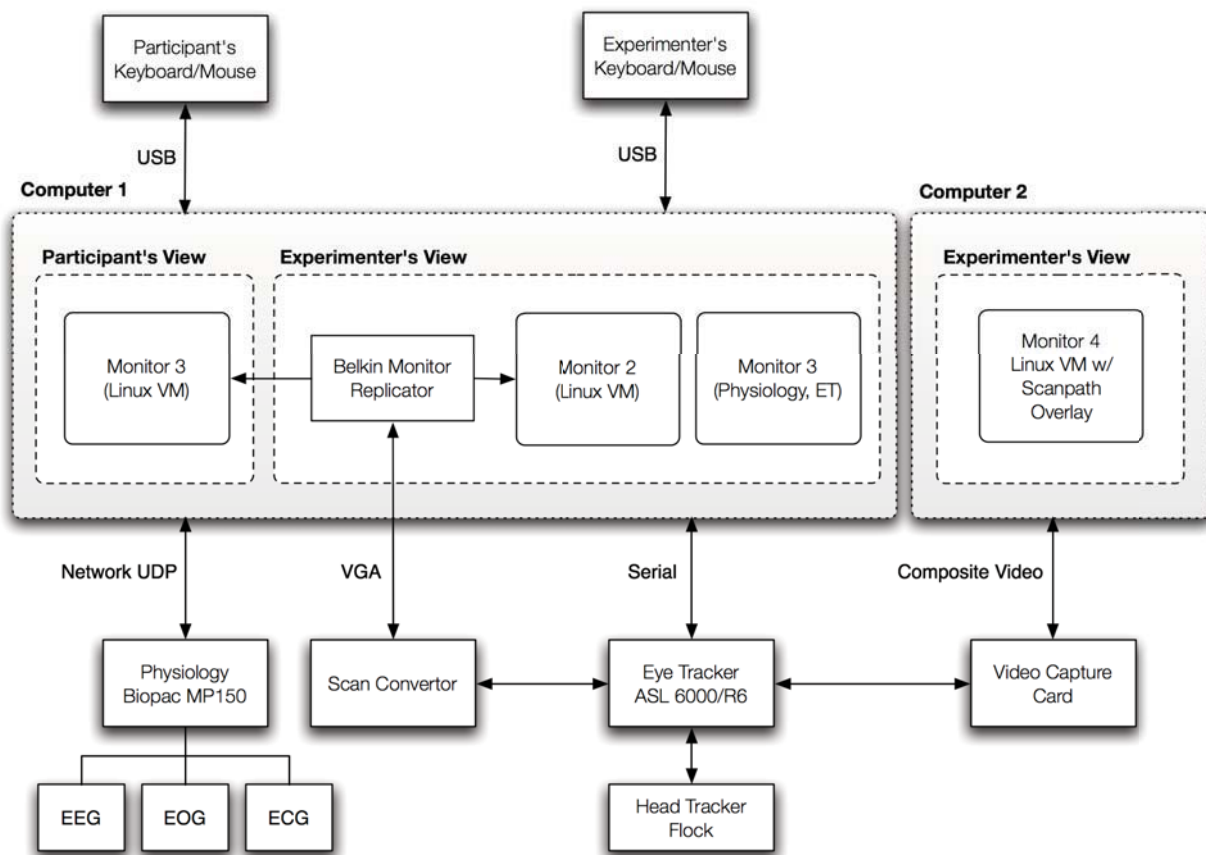 Participant's
Keyboard/Mouse
Experimenter's
Keyboard/Mouse
USB
USB
Computer 1
Computer 2
Participant's View
Experimenter's View
Experimenter's View
Monitor 3
(Linux VM)
Belkin Monitor
Replicator
Monitor 2
(Linux VM)
Monitor 3
(Physiology, ET)
Monitor 4
Linux VM w/
Scanpath
Overlay
Network UDP
VGA
Serial
Composite Video
Physiology
Biopac MP150
Scan Convertor
Eye Tracker
ASL 6000/R6
Video Capture
Card
EEG
EOG
ECG
Head Tracker
Flock